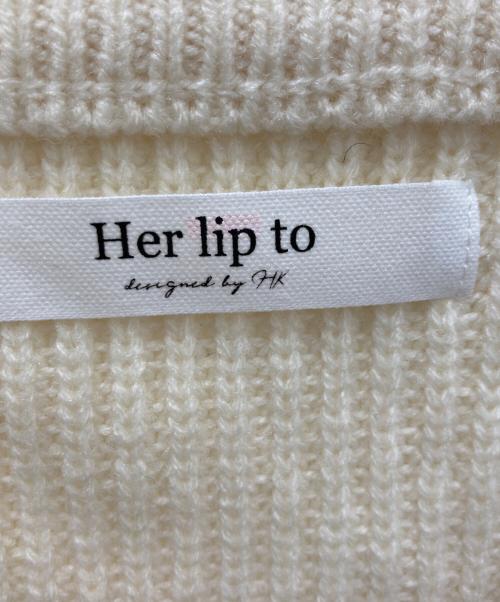 Her lip to
designed by HK